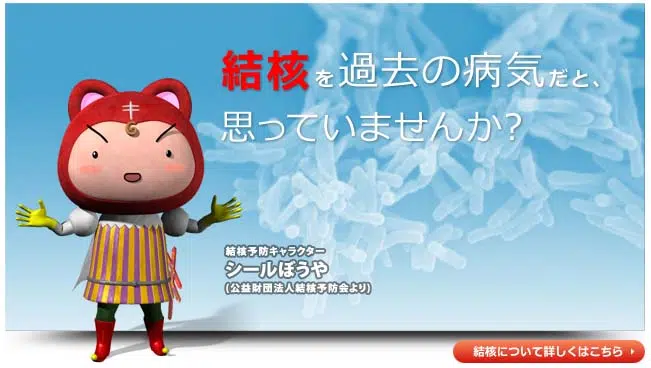 結核を過去の病気だと、
思っていませんか?
結核予防キャラクター
シールぼうや
(公益財団法人結核予防会より)
結核について詳しくはこちら